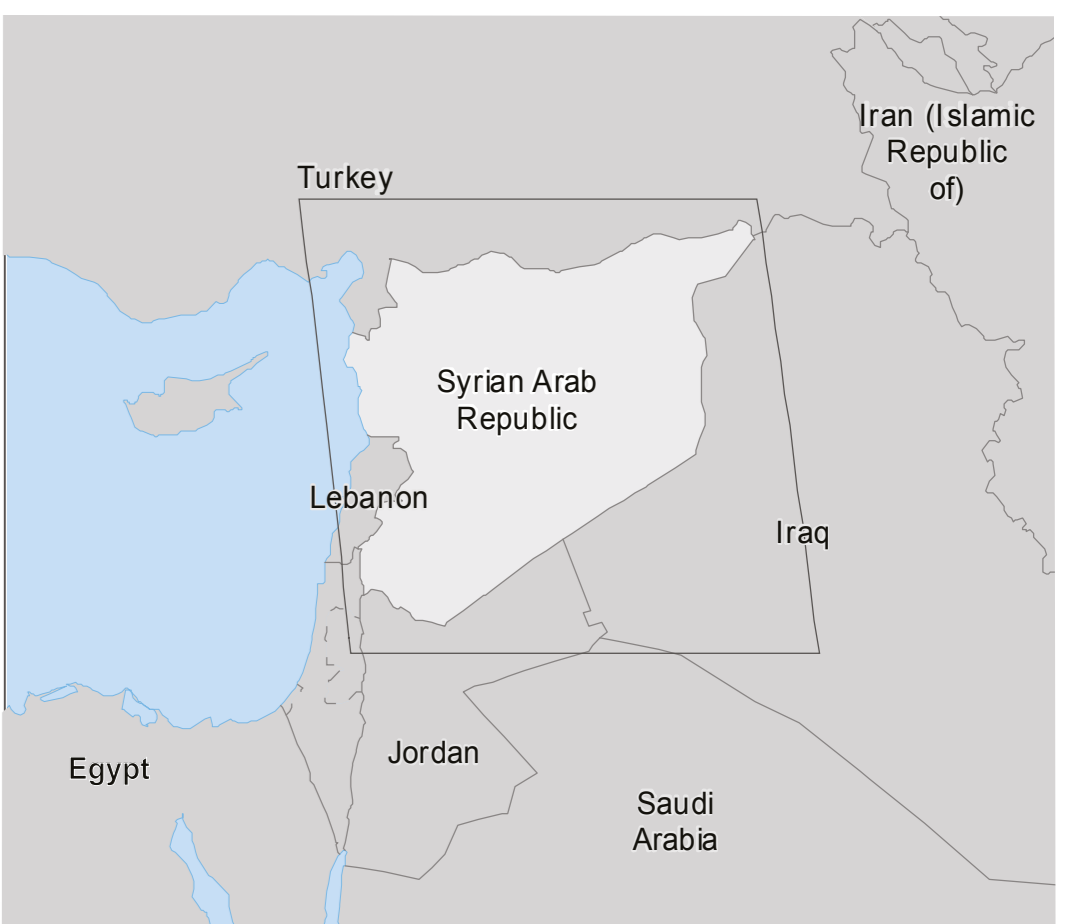 Iran (Islamic
Republic
of)
Turkey
Syrian Arab
Republic
Lebanon
Iraq
Jordan
Egypt
Saudi
Arabia